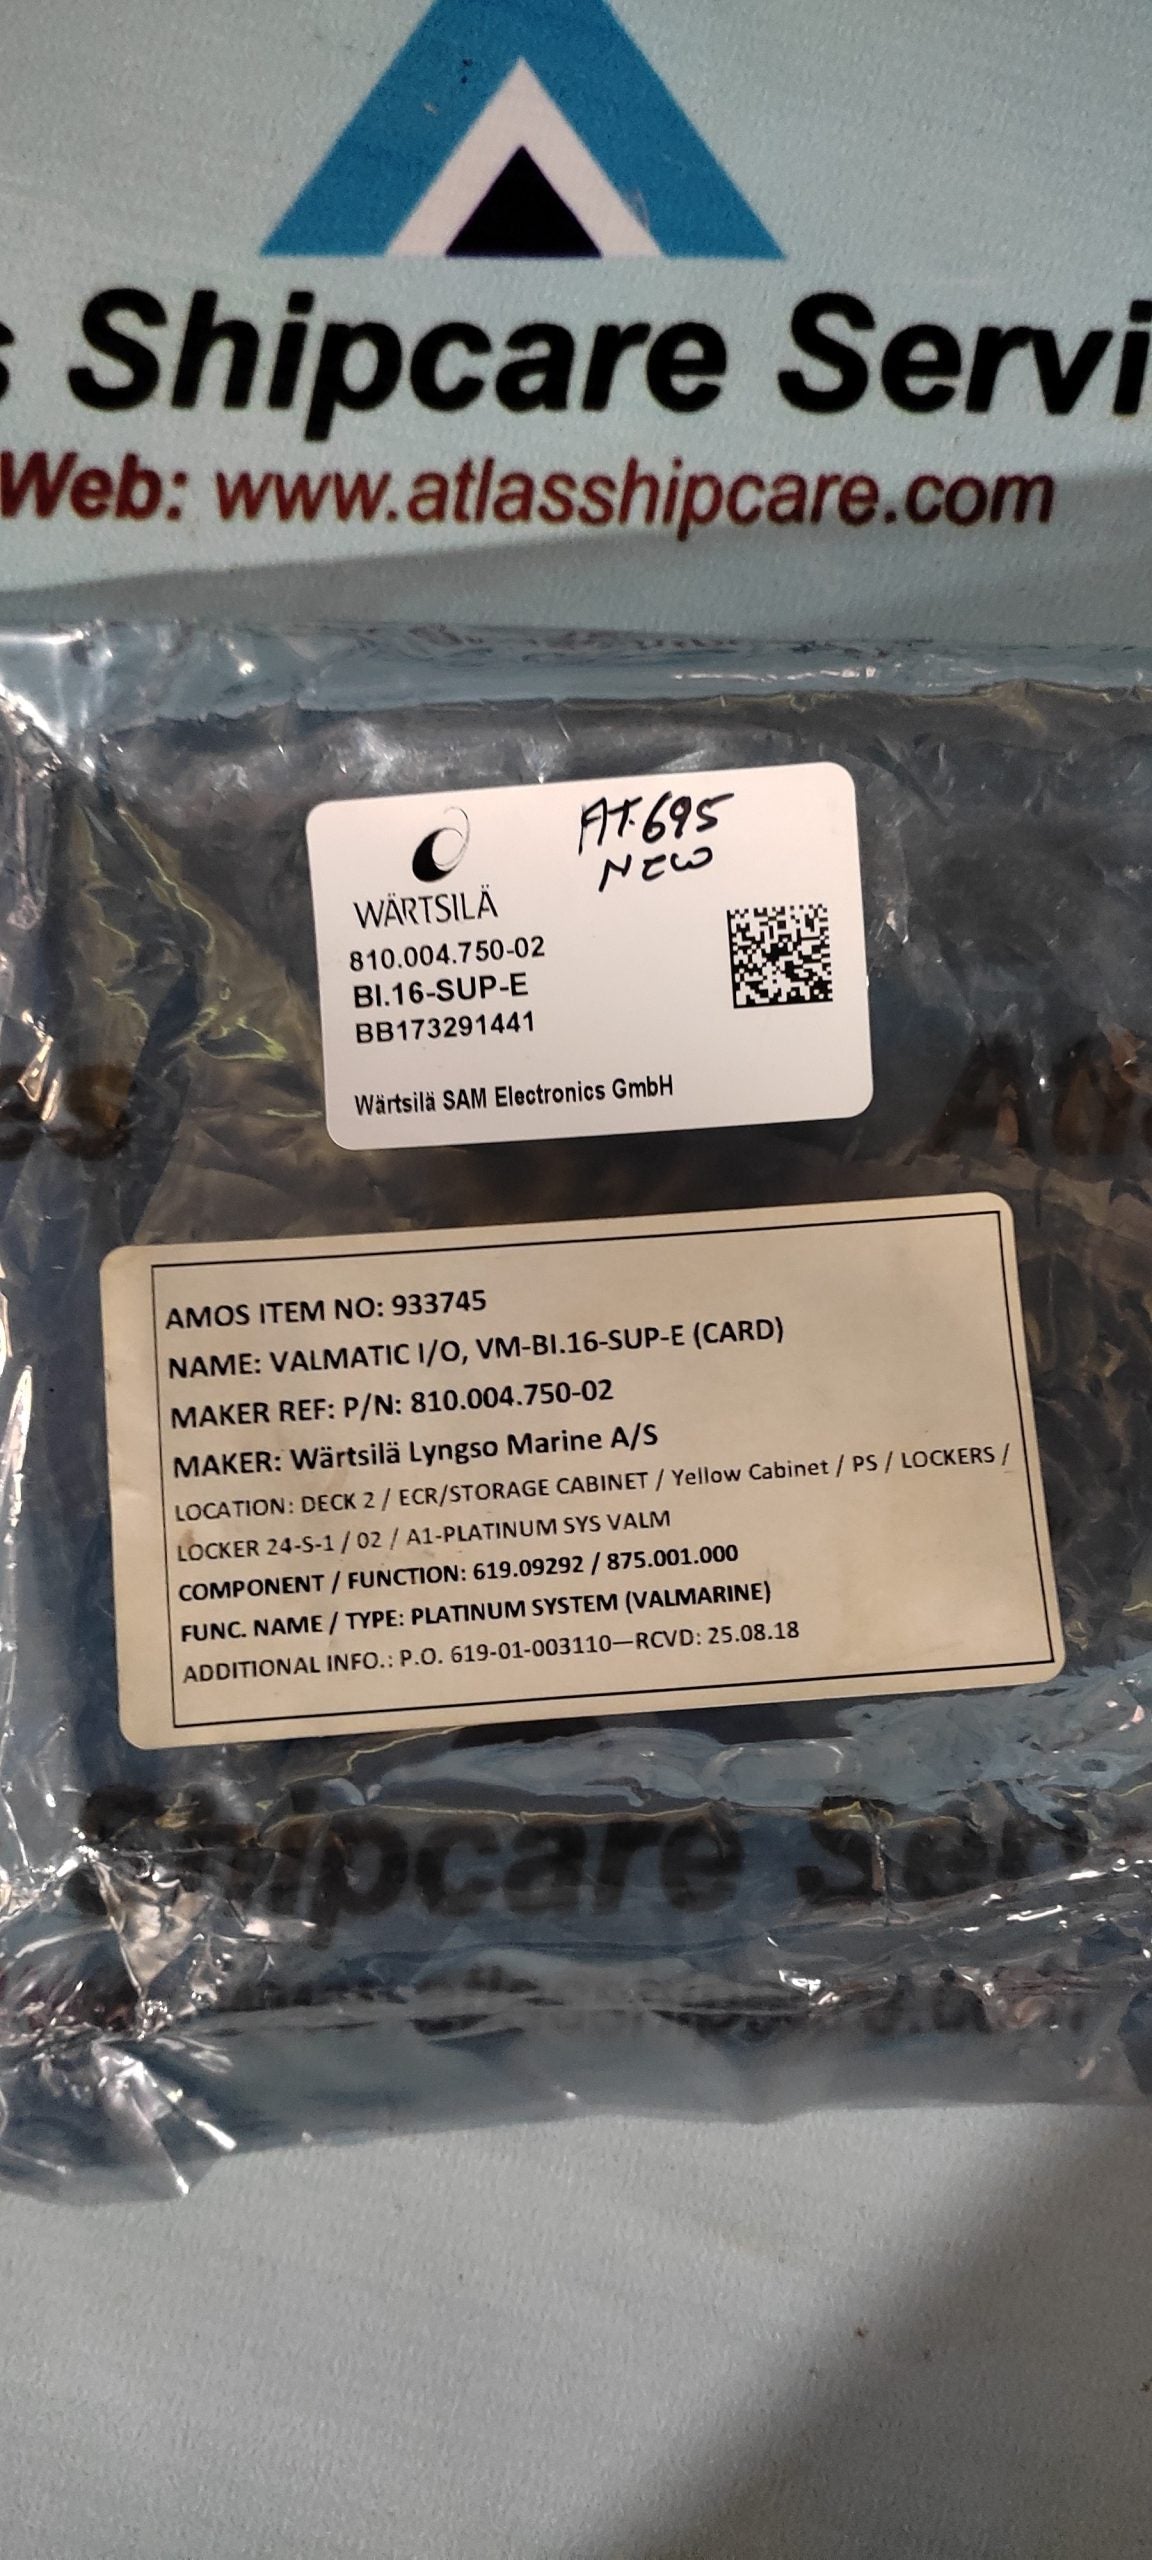 s Shipcare Servi
Web: www.atlasshipcare.com
AT.695
NEW
WÄRTSILÄ
810.004.750-02
BI.16-SUP-E
BB173291441
Wärtsilä SAM Electronics GmbH
AMOS ITEM NO: 933745
NAME: VALMATIC I/O, VM-BI.16-SUP-E (CARD)
MAKER REF: P/N: 810.004.750-02
MAKER: Wärtsilä Lyngso Marine A/S
LOCATION: DECK 2 / ECR/STORAGE CABINET / Yellow Cabinet / PS / LOCKERS /
LOCKER 24-S-1 / 02 / A1-PLATINUM SYS VALM
COMPONENT / FUNCTION: 619.09292 / 875.001.000
FUNC. NAME / TYPE: PLATINUM SYSTEM (VALMARINE)
ADDITIONAL INFO.: P.O. 619-01-003110—RCVD: 25.08.18
Shipcare Ser